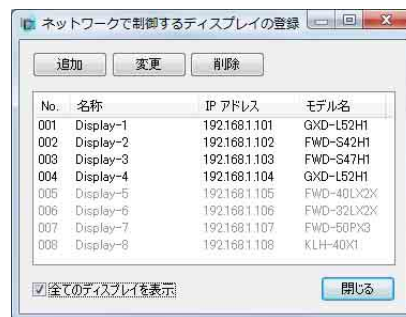 ネットワークで制御するディスプレイの登録
追加 変更 削除
No. 名称 IP アドレス モデル名
001 Display-1 192.168.1.101 GXD-L52H1
002 Display-2 192.168.1.102 FWD-S42H1
003 Display-3 192.168.1.103 FWD-S47H1
004 Display-4 192.168.1.104 GXD-L52H1
005 Display-5 192.168.1.105 FWD-40LX2X
006 Display-6 192.168.1.106 FWD-32LX2X
007 Display-7 192.168.1.107 FWD-50PX3
008 Display-8 192.168.1.108 KLH-40X1
全てのディスプレイを表示 閉じる